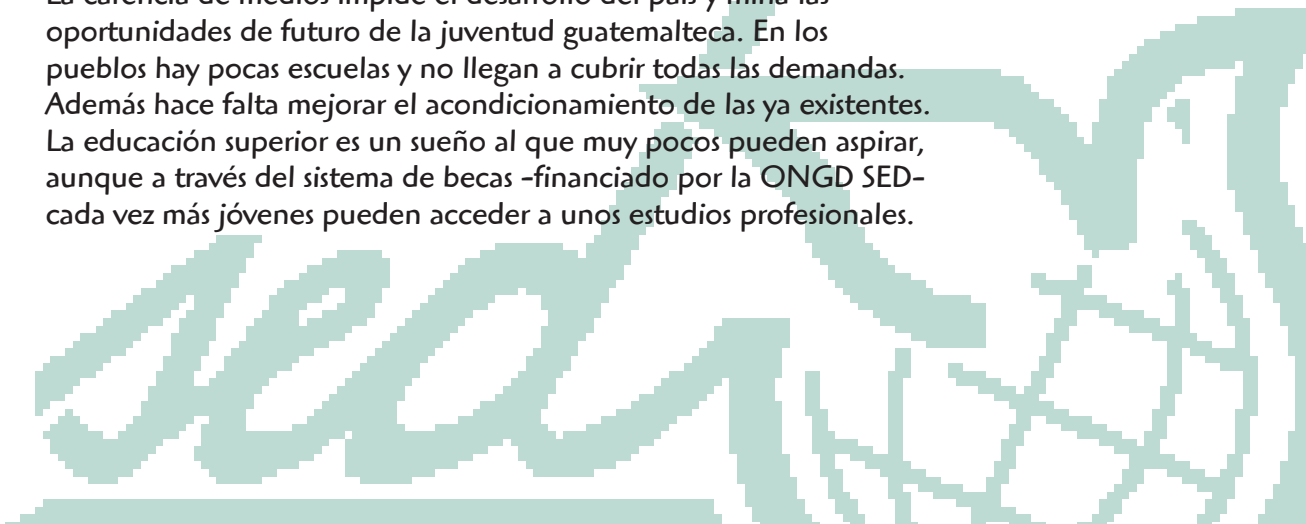 La carencia de medios impide el desarrollo del país y mina las
oportunidades de futuro de la juventud guatemalteca. En los
pueblos hay pocas escuelas y no llegan a cubrir todas las demandas.
Además hace falta mejorar el acondicionamiento de las ya existentes.
La educación superior es un sueño al que muy pocos pueden aspirar,
aunque a través del sistema de becas -financiado por la ONGD SED-
cada vez más jóvenes pueden acceder a unos estudios profesionales.
sed